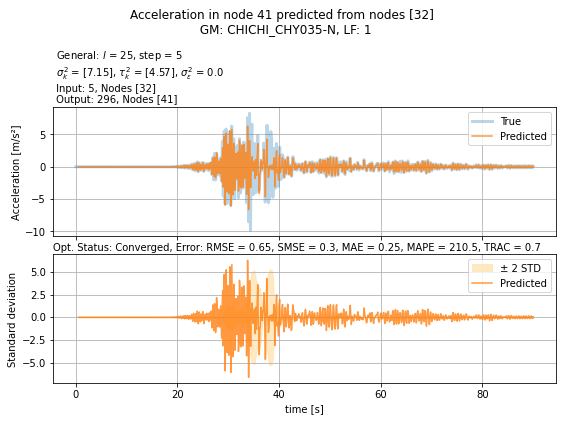 Acceleration in node 41 predicted from nodes [32]
GM: CHICHI_CHY035-N, LF: 1
General: l = 25, step = 5
σ²ₖ = [7.15], τ²ₖ = [4.57], σ²ε = 0.0
Input: 5, Nodes [32]
Output: 296, Nodes [41]
Acceleration [m/s²]
5
0
−5
−10
True
Predicted
Opt. Status: Converged, Error: RMSE = 0.65, SMSE = 0.3, MAE = 0.25, MAPE = 210.5, TRAC = 0.7
Standard deviation
5.0
2.5
0.0
−2.5
−5.0
± 2 STD
Predicted
0 20 40 60 80
time [s]